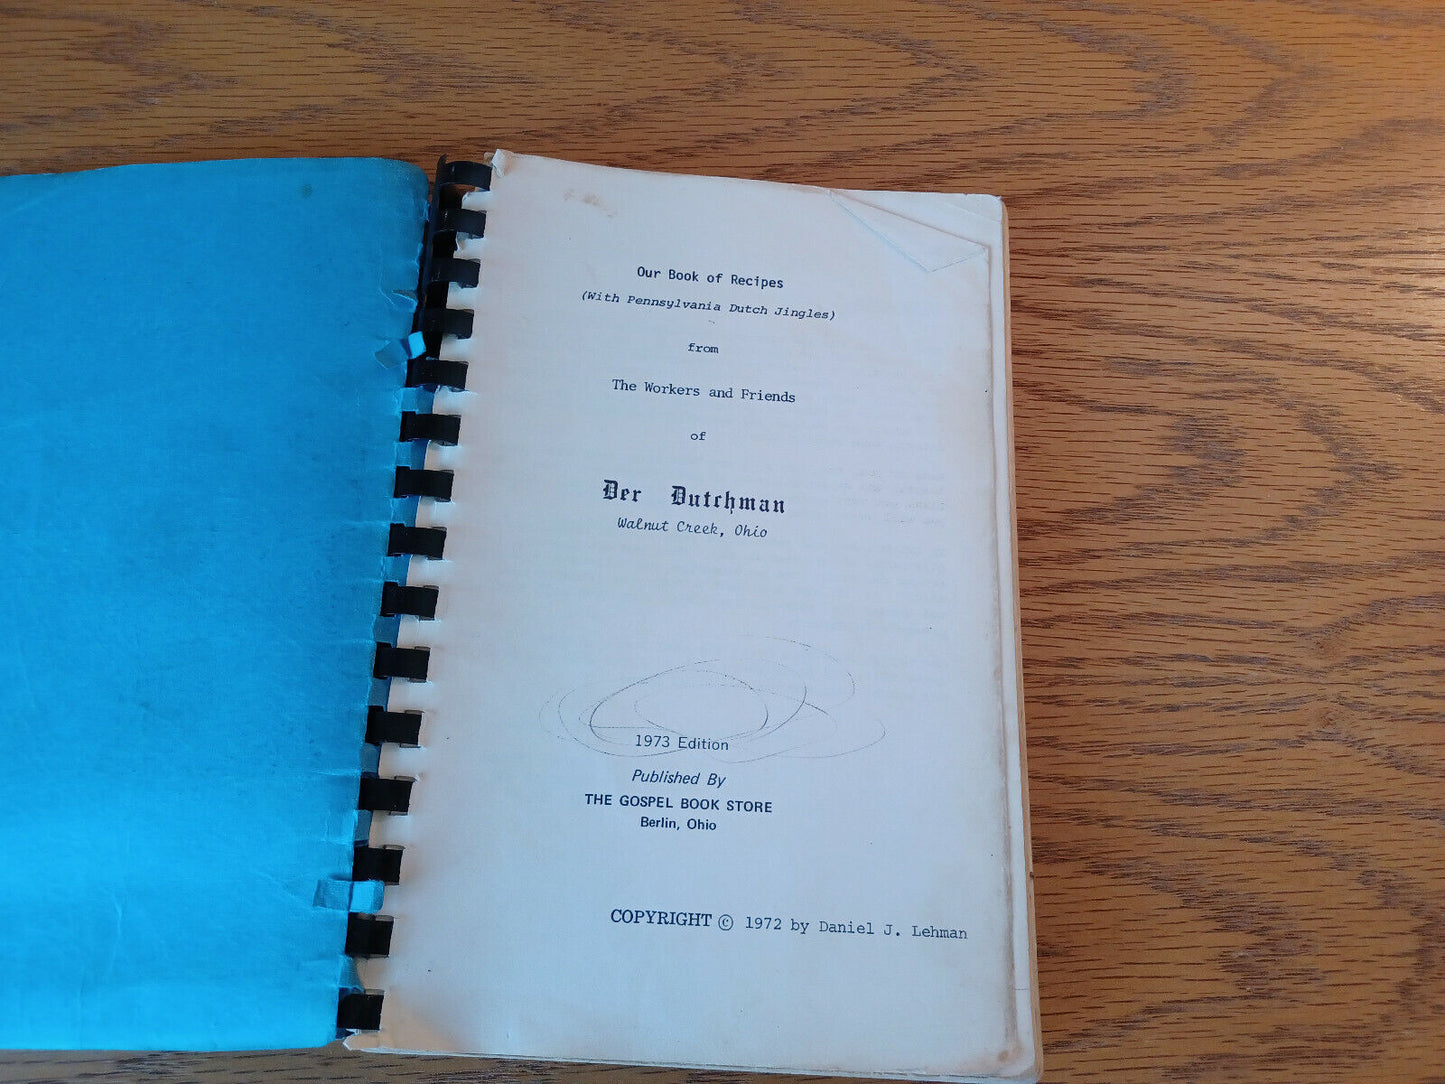 Our Book of Recipes
(With Pennsylvania Dutch Jingles)
from
The Workers and Friends
of
Der Dutchman
Walnut Creek, Ohio
1973 Edition
Published By
THE GOSPEL BOOK STORE
Berlin, Ohio
COPYRIGHT © 1972 by Daniel J. Lehman